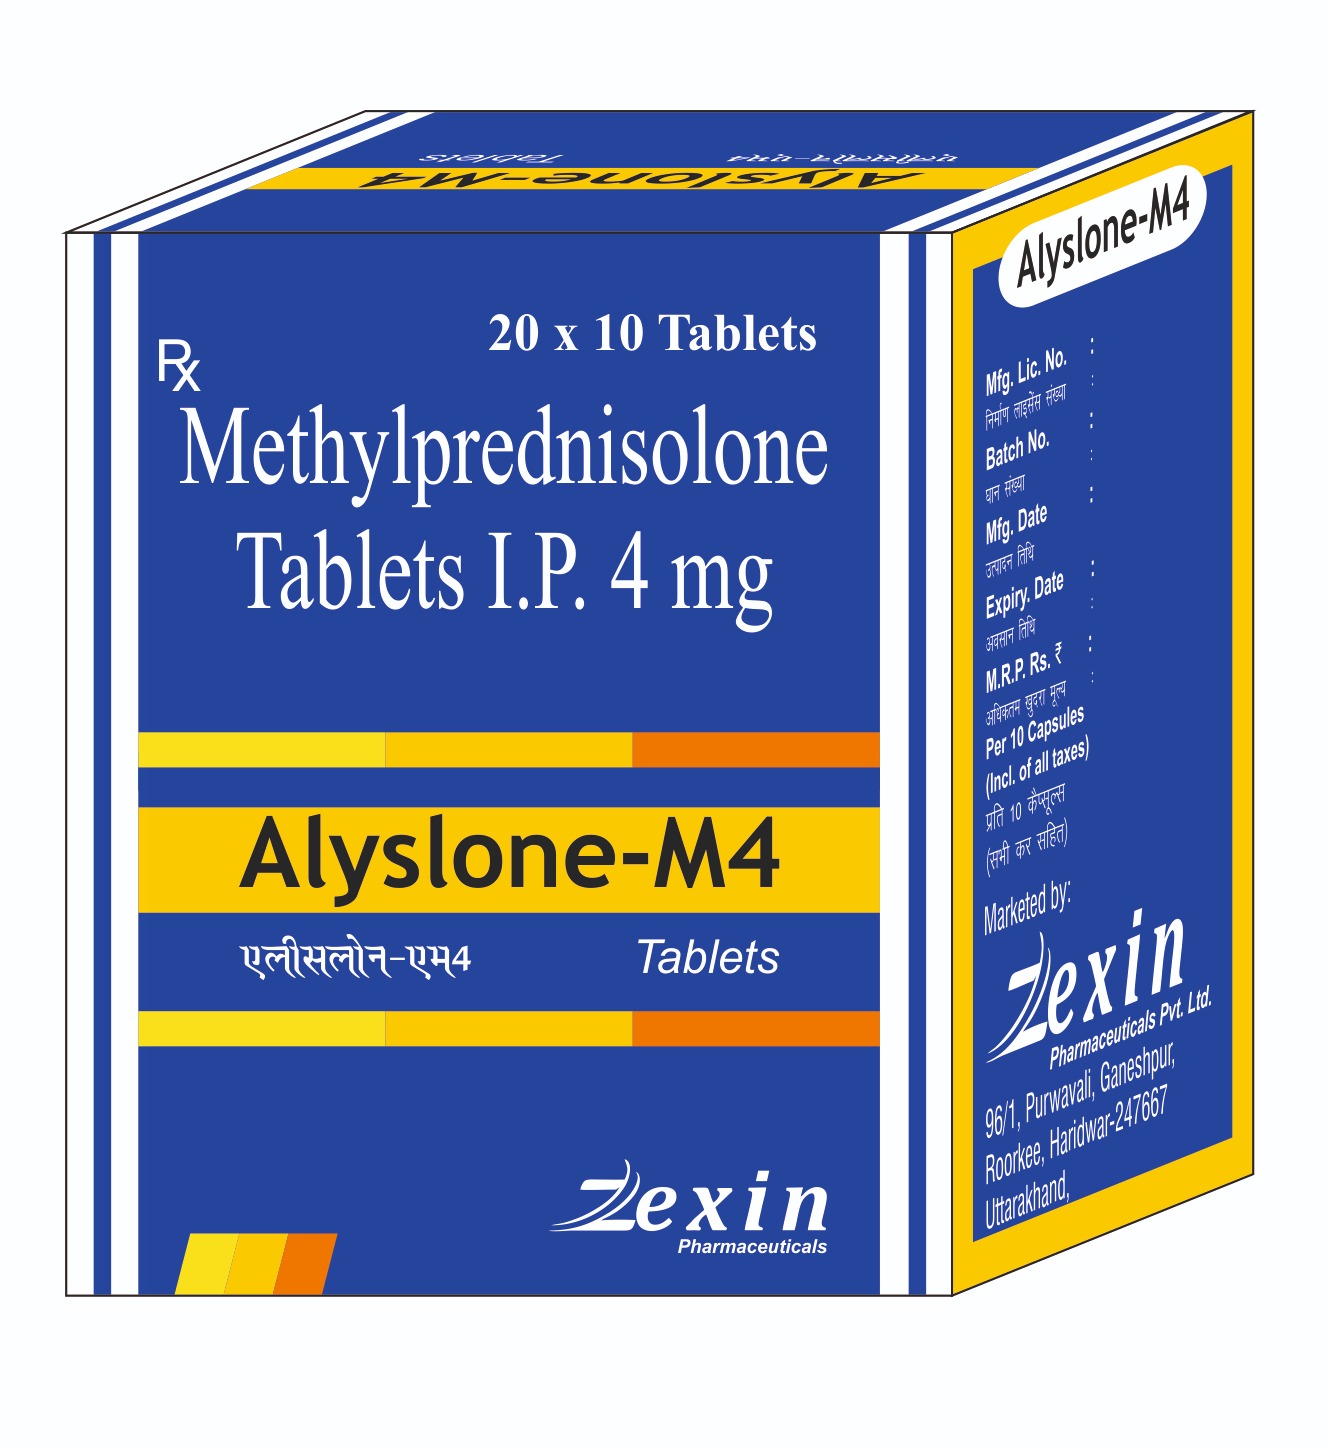 Tablets
एलीसलोन-एम4
Alyslone-M4
Rx
20 x 10 Tablets
Methylprednisolone
Tablets I.P. 4 mg
Alyslone-M4
एलीसलोन-एम4
Tablets
Zexin
Pharmaceuticals
Alyslone-M4
Mfg. Lic. No. :
निर्माण लाइसेंस संख्या :
Batch No. :
घान संख्या :
Mfg. Date :
उत्पादन तिथि
Expiry. Date :
अवसान तिथि :
M.R.P. Rs. ₹ :
अधिकतम खुदरा मूल्य :
Per 10 Capsules
(Incl. of all taxes)
प्रति 10 कैप्सूल्स
(सभी कर सहित)
Marketed by:
Zexin
Pharmaceuticals Pvt. Ltd.
96/1, Purwavali, Ganeshpur,
Roorkee, Haridwar-247667
Uttarakhand,